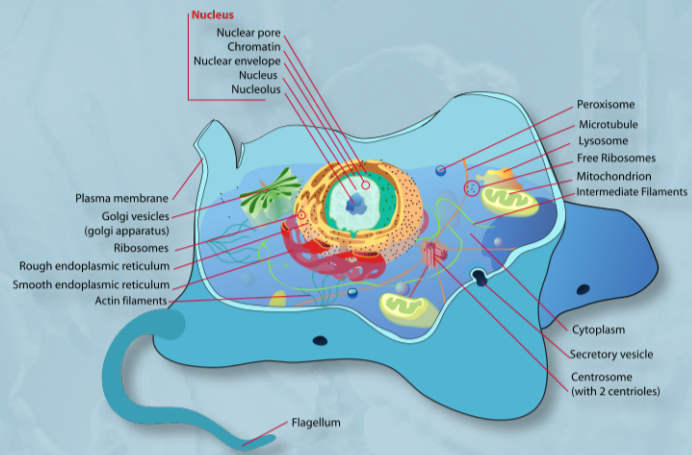 Nucleus
Nuclear pore
Chromatin
Nuclear envelope
Nucleus
Nucleolus
Peroxisome
Microtubule
Lysosome
Free Ribosomes
Mitochondrion
Intermediate Filaments
Plasma membrane
Golgi vesicles
(golgi apparatus)
Ribosomes
Rough endoplasmic reticulum
Smooth endoplasmic reticulum
Actin filaments
Cytoplasm
Secretory vesicle
Centrosome
(with 2 centrioles)
Flagellum